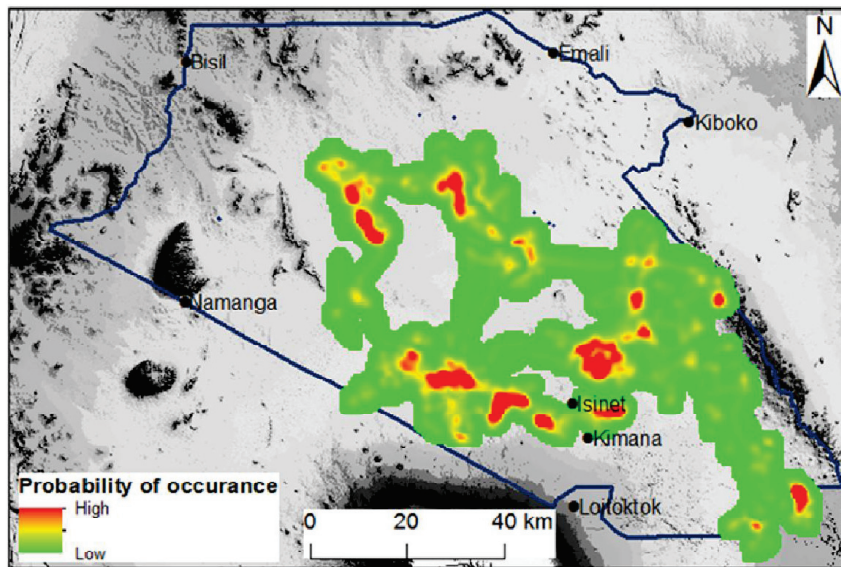 N
Emali
Bisil
Kiboko
Namanga
Isinet
Kimana
Probability of occurance
High
Low
Loitoktok
0 20 40 km